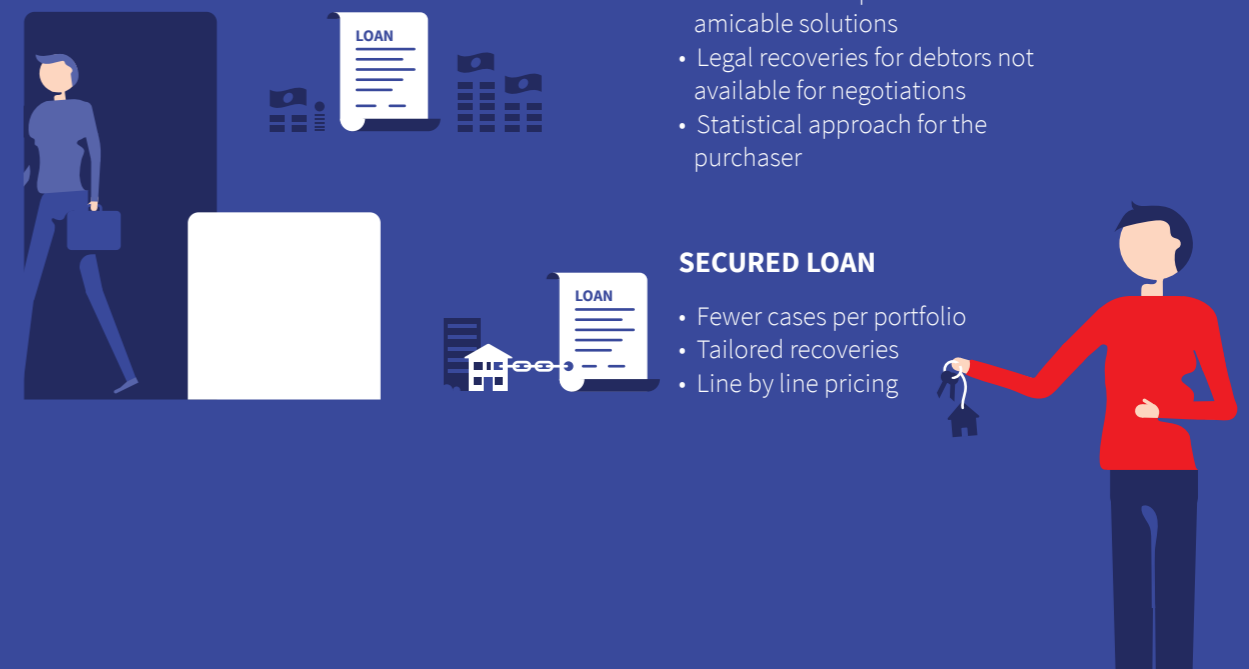 LOAN
amicable solutions
• Legal recoveries for debtors not
available for negotiations
• Statistical approach for the
purchaser
SECURED LOAN
LOAN
• Fewer cases per portfolio
• Tailored recoveries
• Line by line pricing